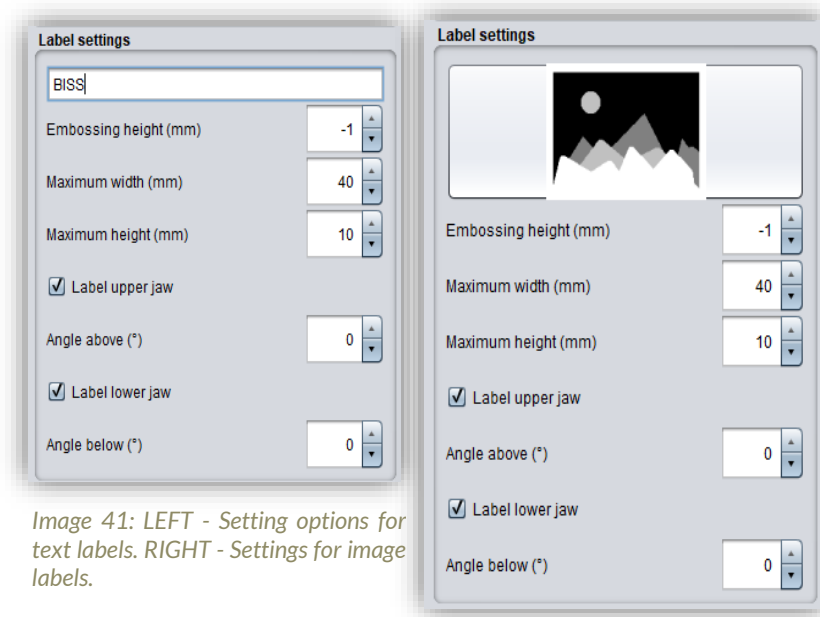 Label settings
BISS
Embossing height (mm) -1
Maximum width (mm) 40
Maximum height (mm) 10
Label upper jaw
Angle above (°) 0
Label lower jaw
Angle below (°) 0
Image 41: LEFT - Setting options for
text labels. RIGHT - Settings for image
labels.
Label settings
Embossing height (mm) -1
Maximum width (mm) 40
Maximum height (mm) 10
Label upper jaw
Angle above (°) 0
Label lower jaw
Angle below (°) 0